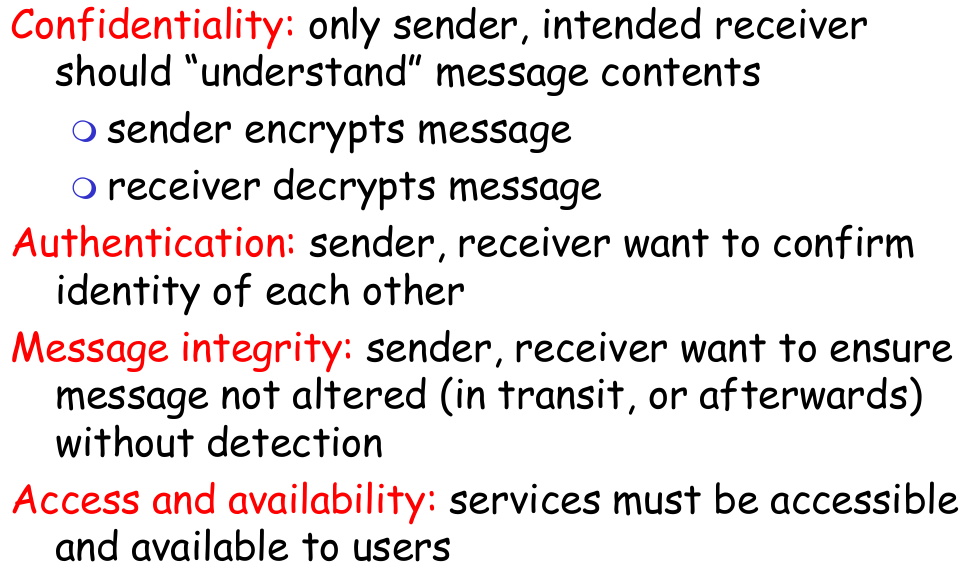 Confidentiality: only sender, intended receiver
should “understand” message contents
sender encrypts message
receiver decrypts message
Authentication: sender, receiver want to confirm
identity of each other
Message integrity: sender, receiver want to ensure
message not altered (in transit, or afterwards)
without detection
Access and availability: services must be accessible
and available to users